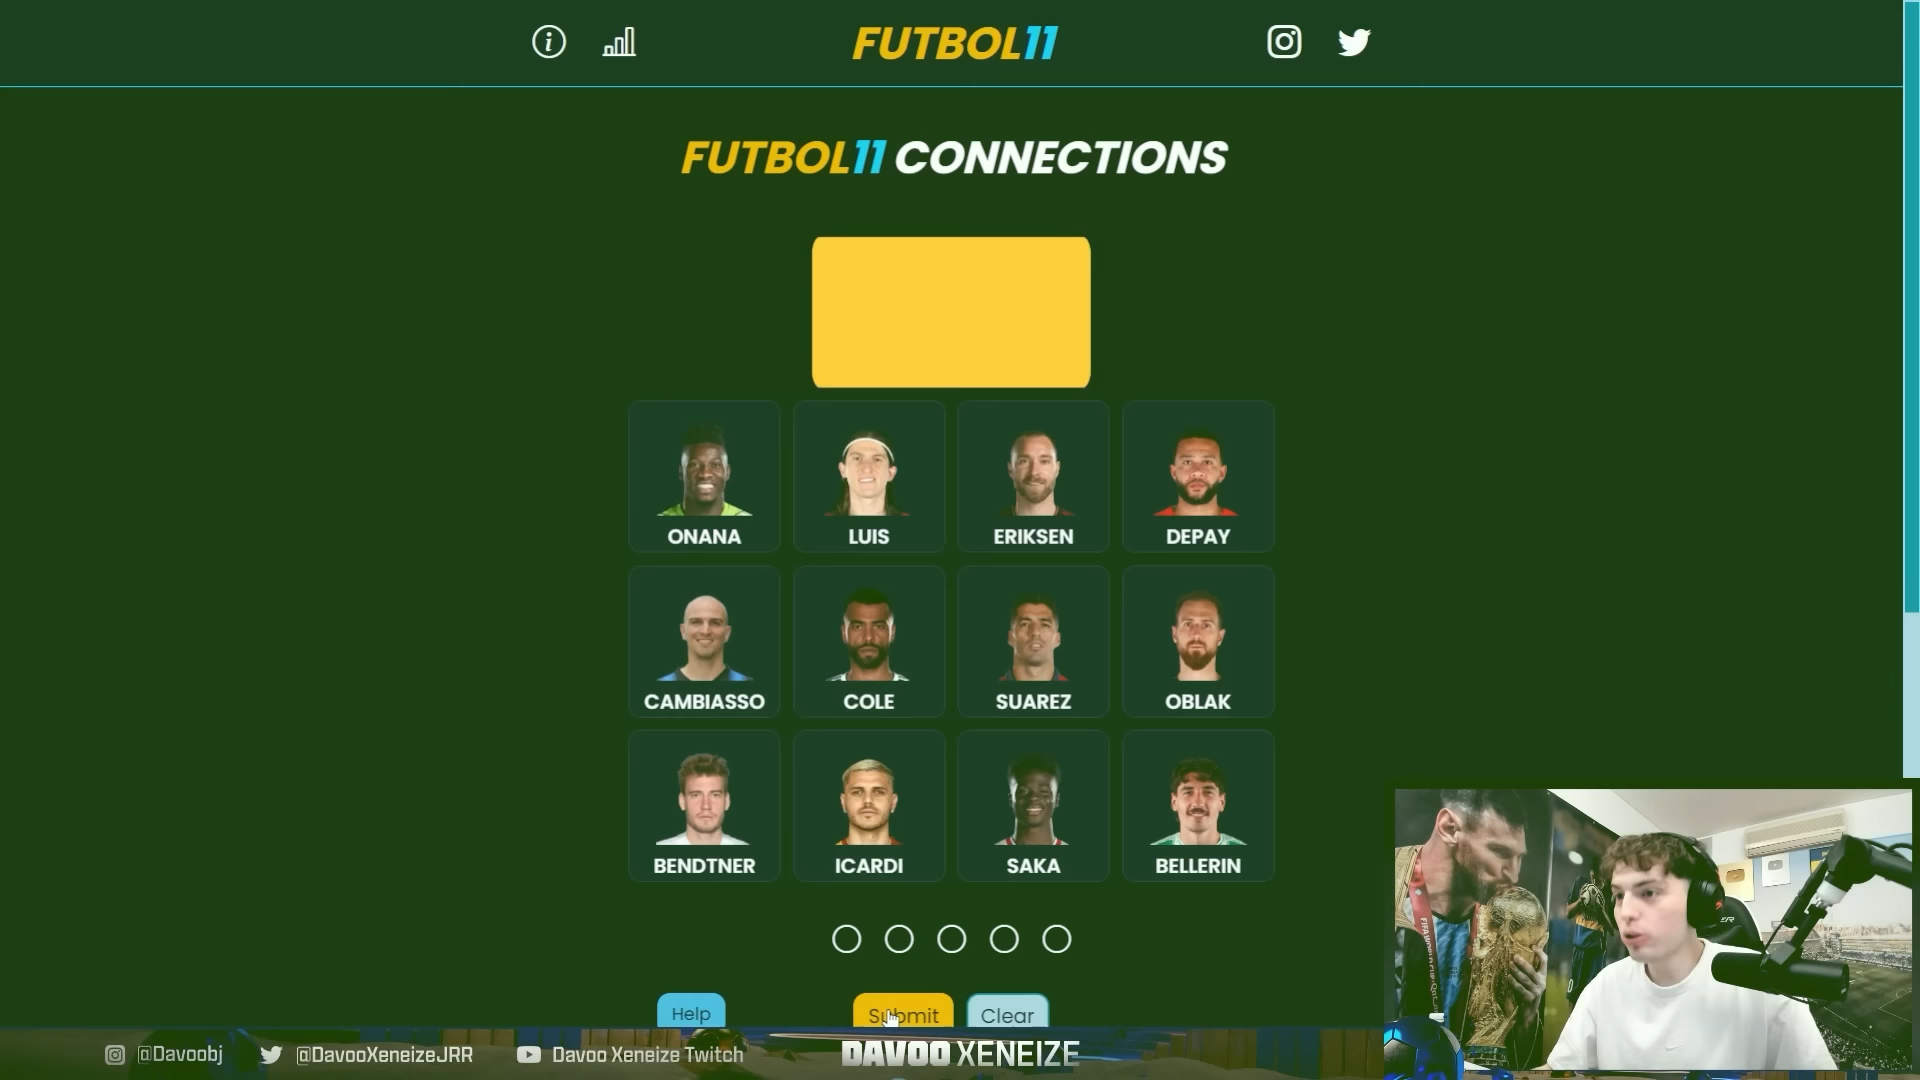 FUTBOL11
FUTBOL11 CONNECTIONS
ONANA
LUIS
ERIKSEN
DEPAY
CAMBIASSO
COLE
SUAREZ
OBLAK
BENDTNER
ICARDI
SAKA
BELLERIN
Help
Submit
Clear
@Davoobj
@DavooXeneizeJRR
Davoo Xeneize Twitch
DAVOO XENEIZE